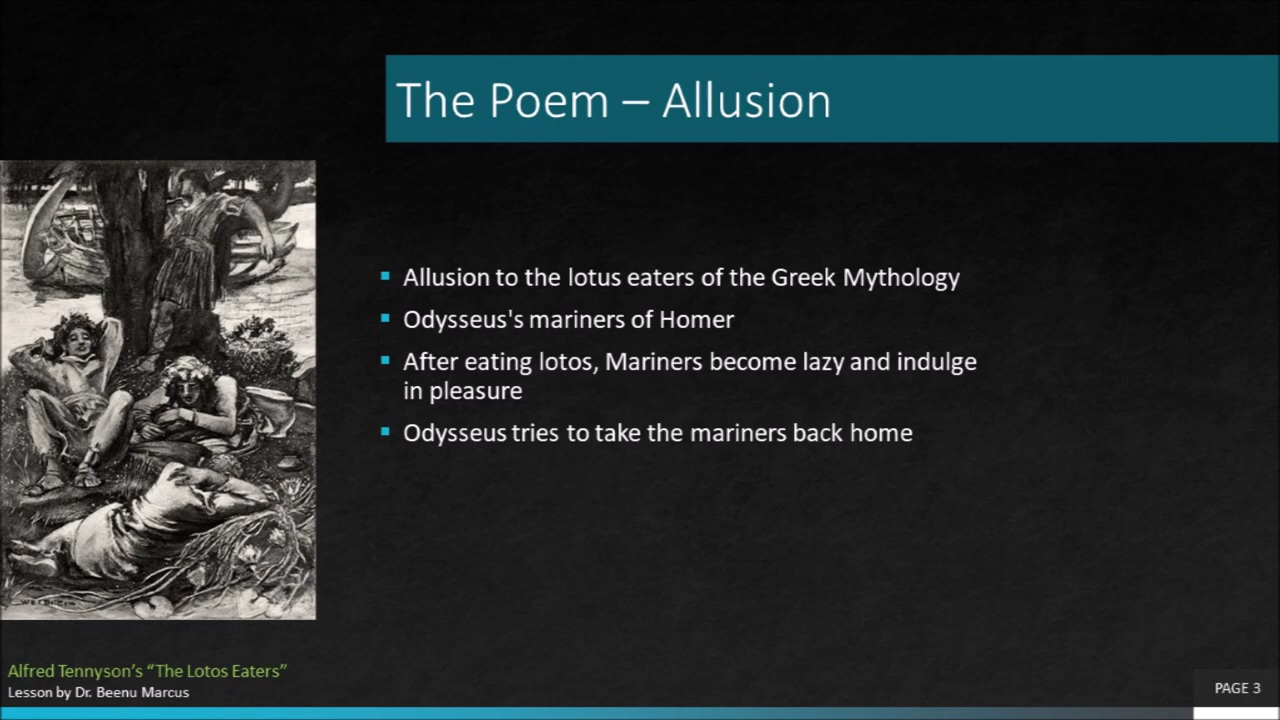 The Poem – Allusion
Allusion to the lotus eaters of the Greek Mythology
Odysseus's mariners of Homer
After eating lotos, Mariners become lazy and indulge
in pleasure
Odysseus tries to take the mariners back home
Alfred Tennyson’s “The Lotos Eaters”
Lesson by Dr. Beenu Marcus
PAGE 3